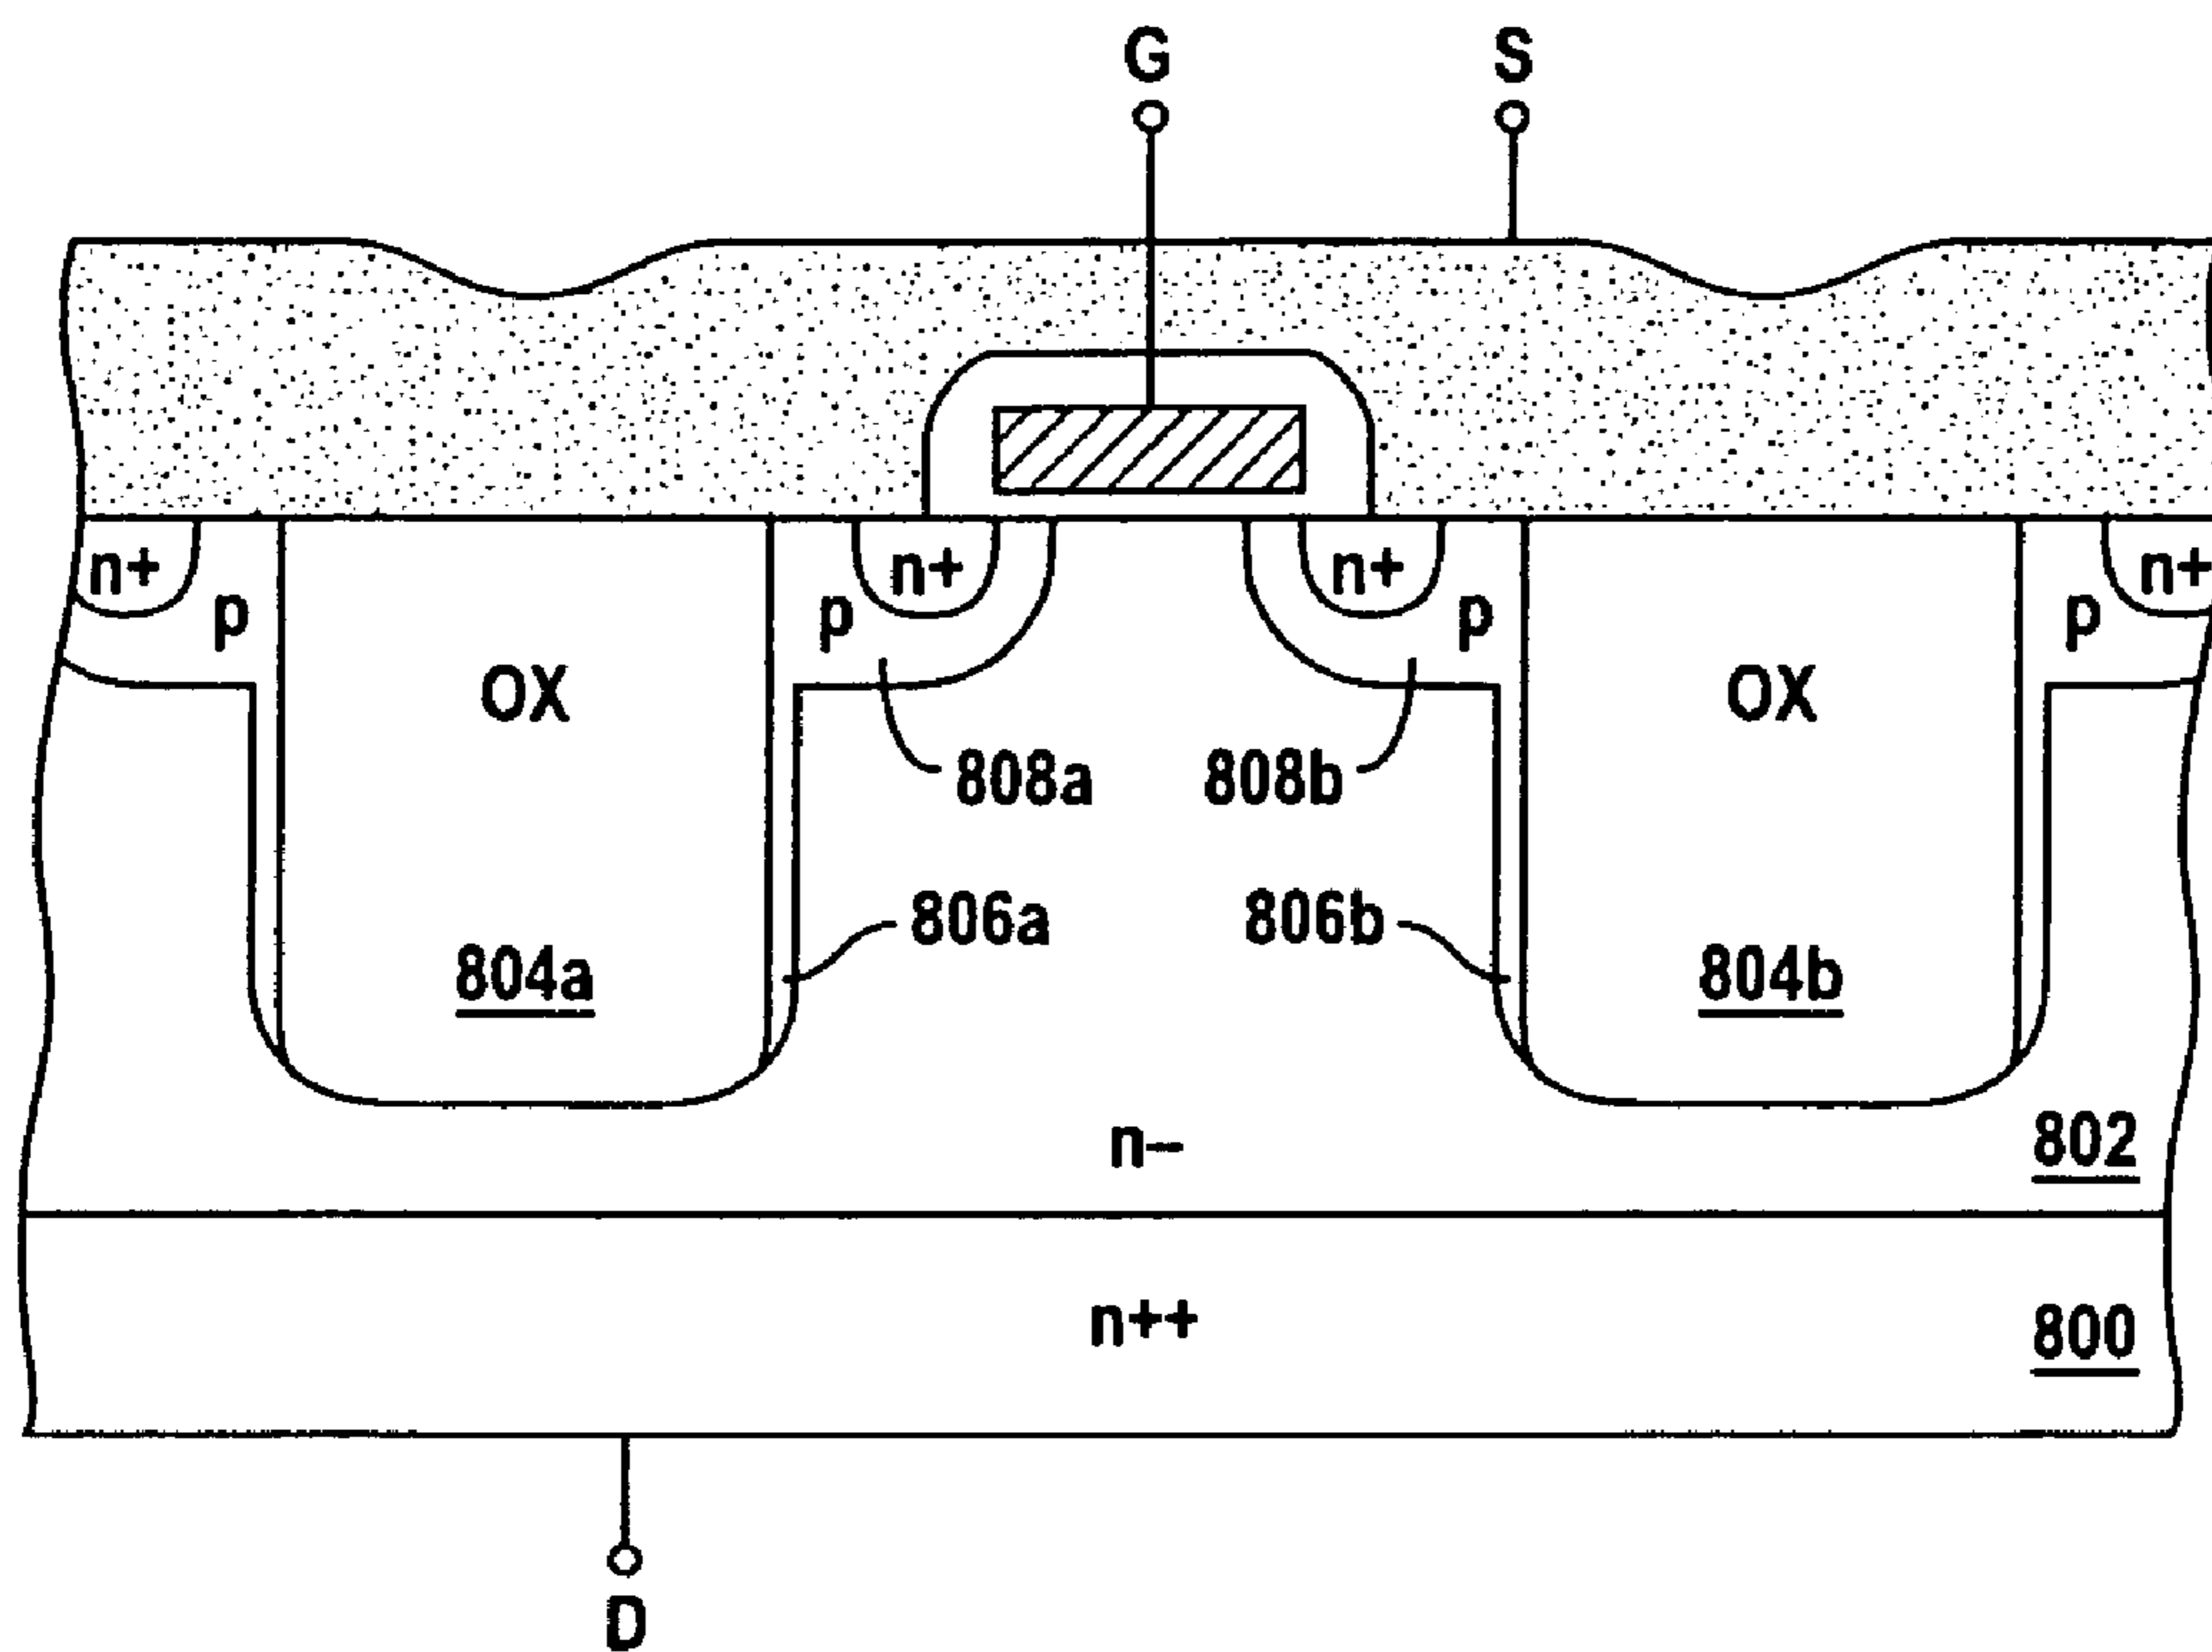 G S
n+ p p n+ n+ p p n+
OX OX
808a 808b
806a 806b
804a 804b
n– 802
n++ 800
D